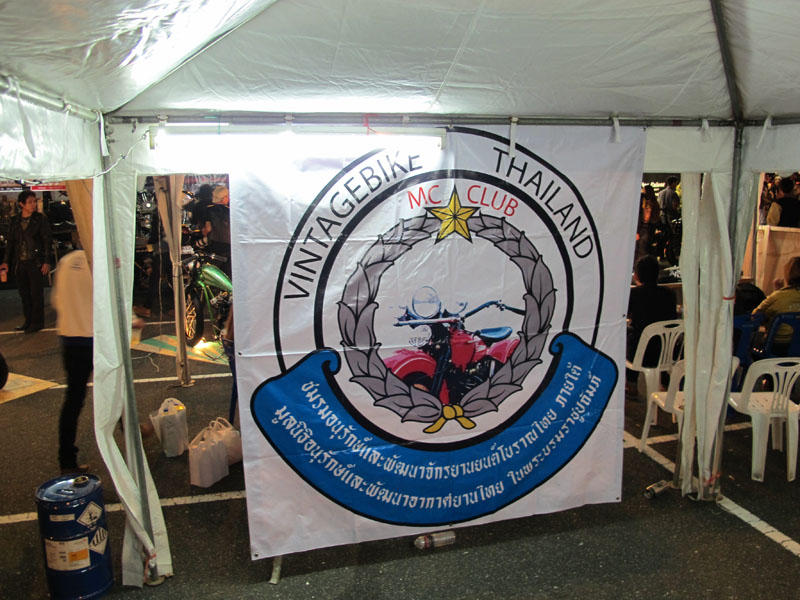 VINTAGEBIKE THAILAND
MC CLUB
ชมรมอนุรักษ์และพัฒนาจักรยานยนต์โบราณไทย ภายใต้
มูลนิธิอนุรักษ์และพัฒนาอากาศยานไทย ในพระบรมราชูปถัมภ์